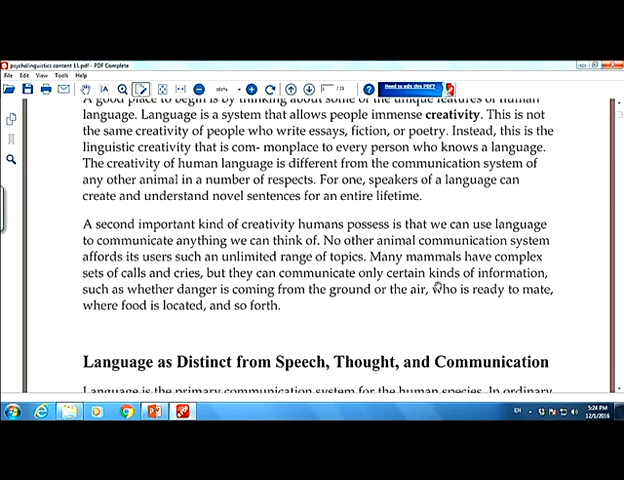 psycholinguistics content 11.pdf - PDF Complete
File Edit View Tools Help
Need to edit this PDF?
A good place to begin is by thinking about some of the unique features of human
language. Language is a system that allows people immense creativity. This is not
the same creativity of people who write essays, fiction, or poetry. Instead, this is the
linguistic creativity that is com- monplace to every person who knows a language.
The creativity of human language is different from the communication system of
any other animal in a number of respects. For one, speakers of a language can
create and understand novel sentences for an entire lifetime.
A second important kind of creativity humans possess is that we can use language
to communicate anything we can think of. No other animal communication system
affords its users such an unlimited range of topics. Many mammals have complex
sets of calls and cries, but they can communicate only certain kinds of information,
such as whether danger is coming from the ground or the air, who is ready to mate,
where food is located, and so forth.
Language as Distinct from Speech, Thought, and Communication
Language is the primary communication system for the human species. In ordinary
EN
5:24 PM
12/1/2016